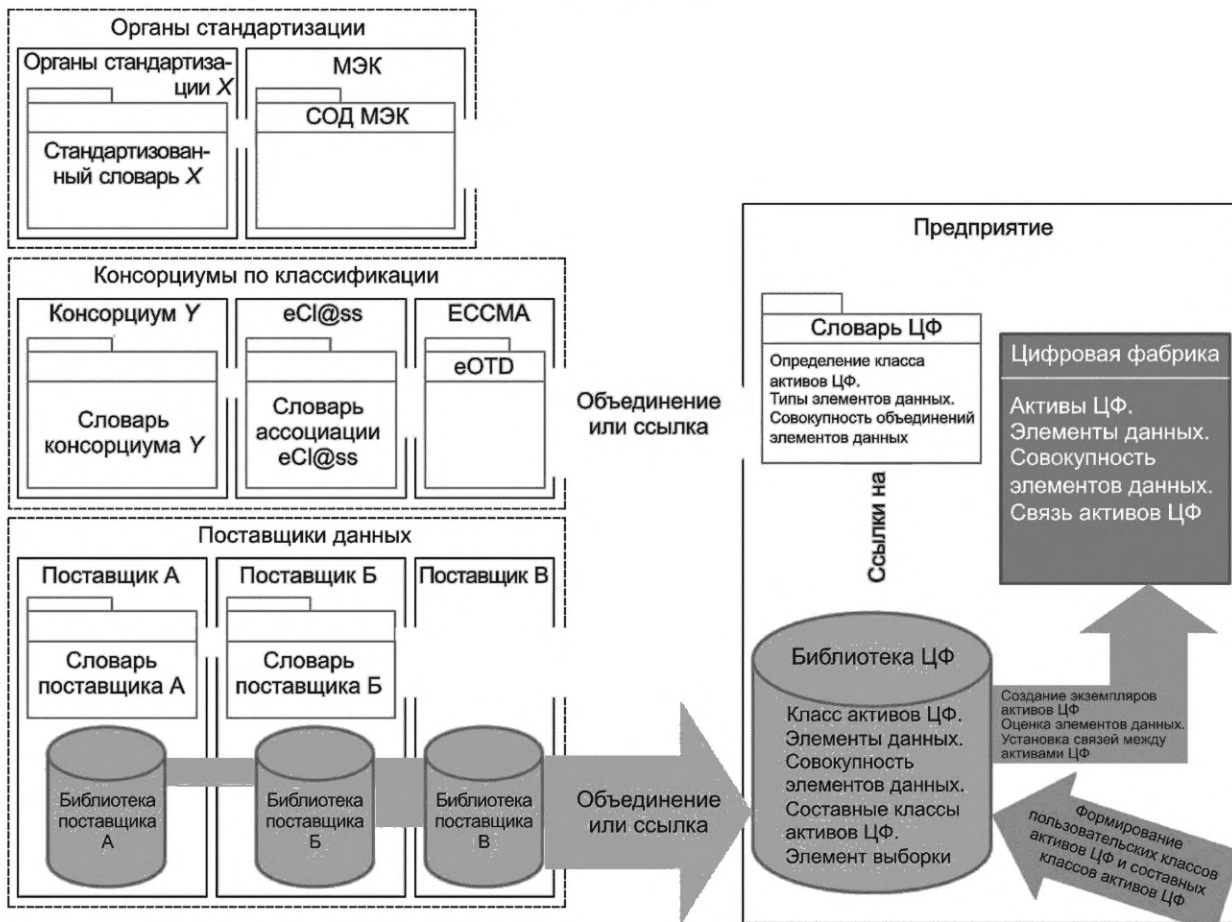 Органы стандартизации
Органы стандартиза-
ции X
Стандартизован-
ный словарь X
МЭК
СОД МЭК
Консорциумы по классификации
Консорциум Y
Словарь
консорциума Y
eCl@ss
Словарь
ассоциации
eCl@ss
ECCMA
eOTD
Поставщики данных
Поставщик А
Словарь
поставщика А
Библиотека
поставщика
А
Поставщик Б
Словарь
поставщика Б
Библиотека
поставщика
Б
Поставщик В
Библиотека
поставщика
В
Объединение
или ссылка
Объединение
или ссылка
Предприятие
Словарь ЦФ
Определение класса
активов ЦФ.
Типы элементов данных.
Совокупность объединений
элементов данных
Ссылки на
Библиотека ЦФ
Класс активов ЦФ.
Элементы данных.
Совокупность
элементов данных.
Составные классы
активов ЦФ.
Элемент выборки
Цифровая фабрика
Активы ЦФ.
Элементы данных.
Совокупность
элементов данных.
Связь активов ЦФ
Создание экземпляров
активов ЦФ
Оценка элементов данных.
Установка связей между
активами ЦФ
Формирование
пользовательских классов
активов ЦФ и составных
классов активов ЦФ